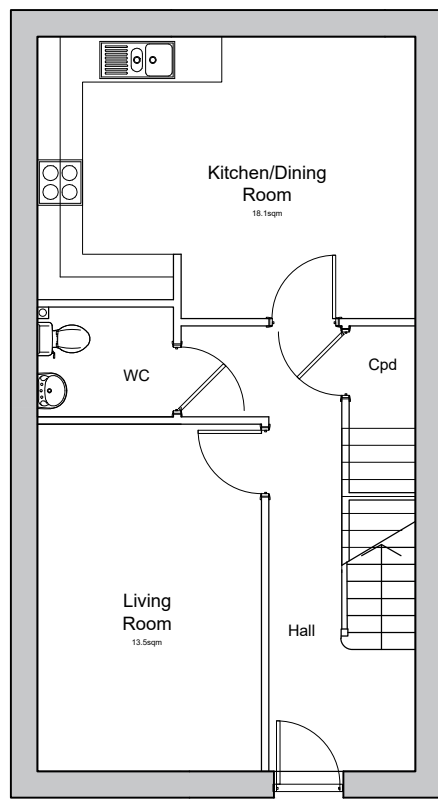 Kitchen/Dining
Room
18.1sqm
WC
Cpd
Living
Room
13.5sqm
Hall